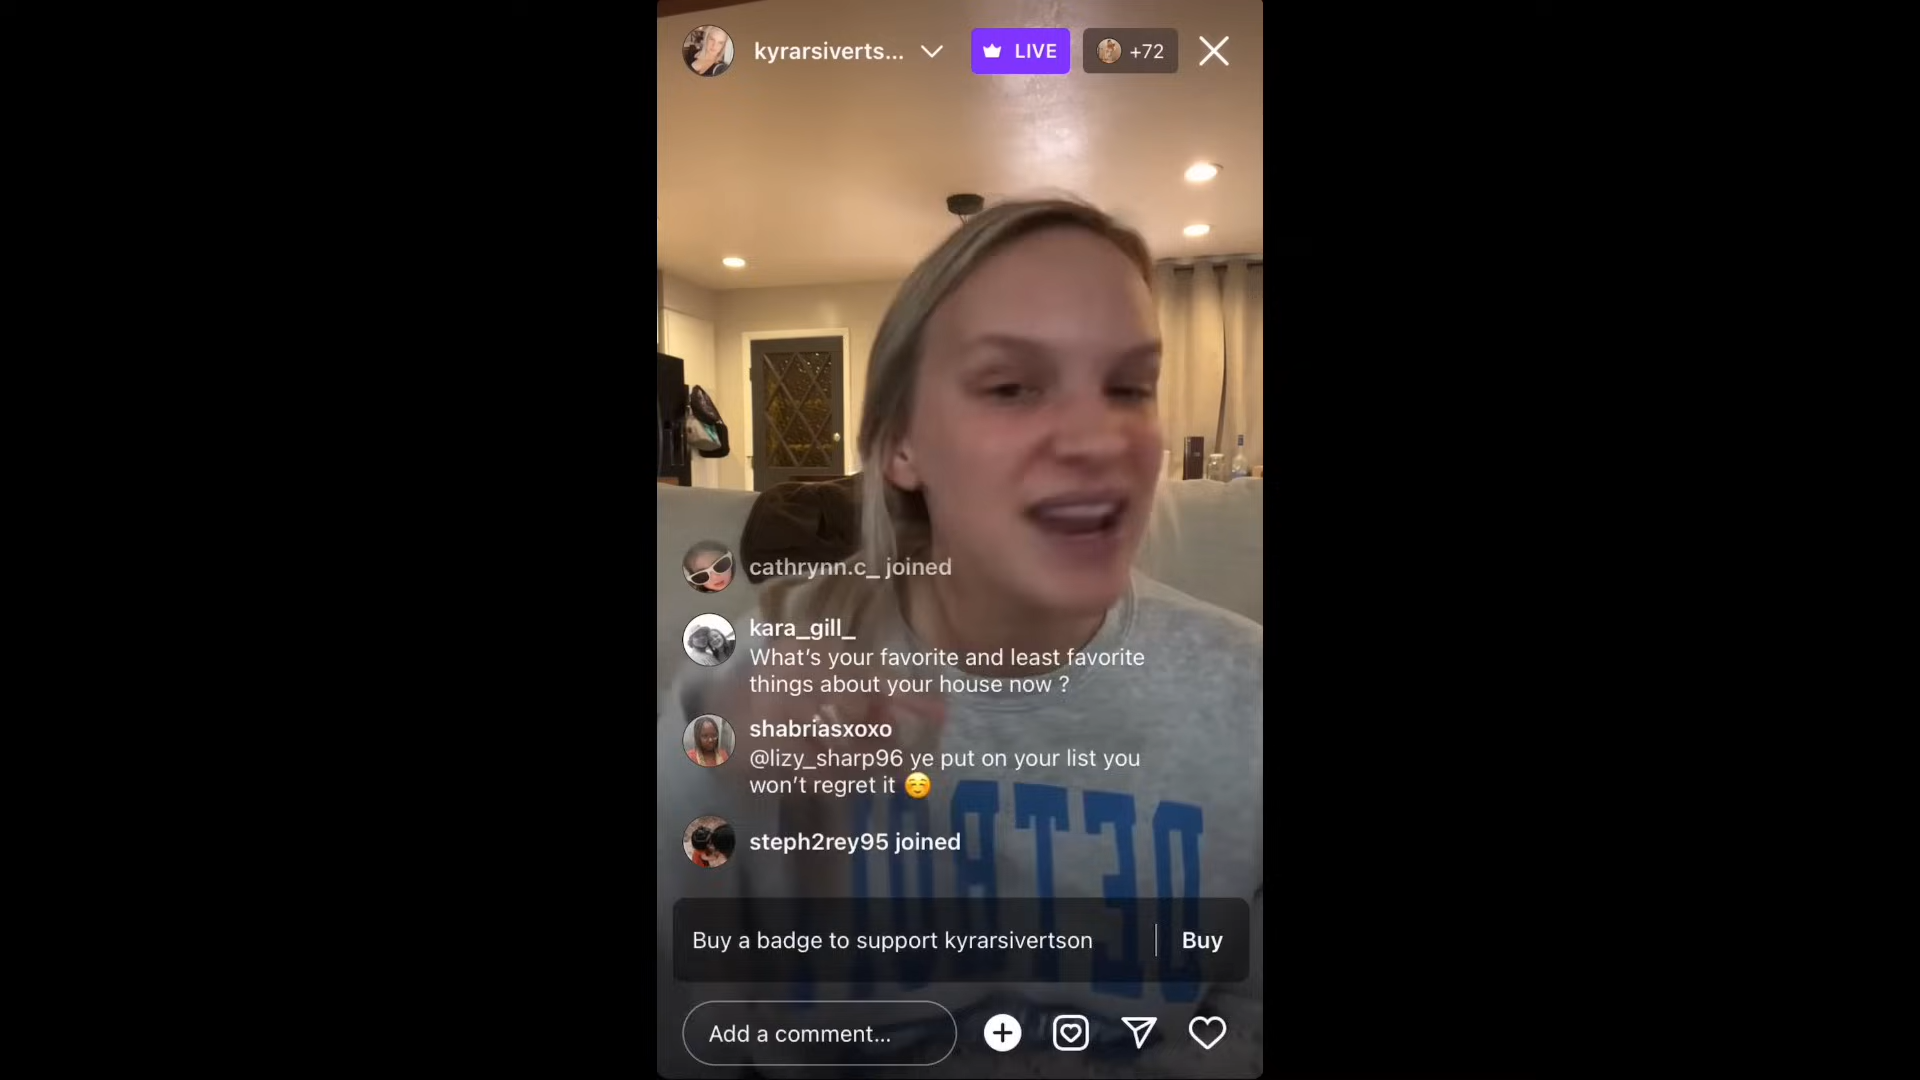 kyrarsiverts...
LIVE
+72
cathrynn.c_ joined
kara_gill_
What's your favorite and least favorite
things about your house now ?
shabriasxoxo
@lizy_sharp96 ye put on your list you
won't regret it ☺️
steph2rey95 joined
DETROIT
Buy a badge to support kyrarsivertson
Buy
Add a comment...